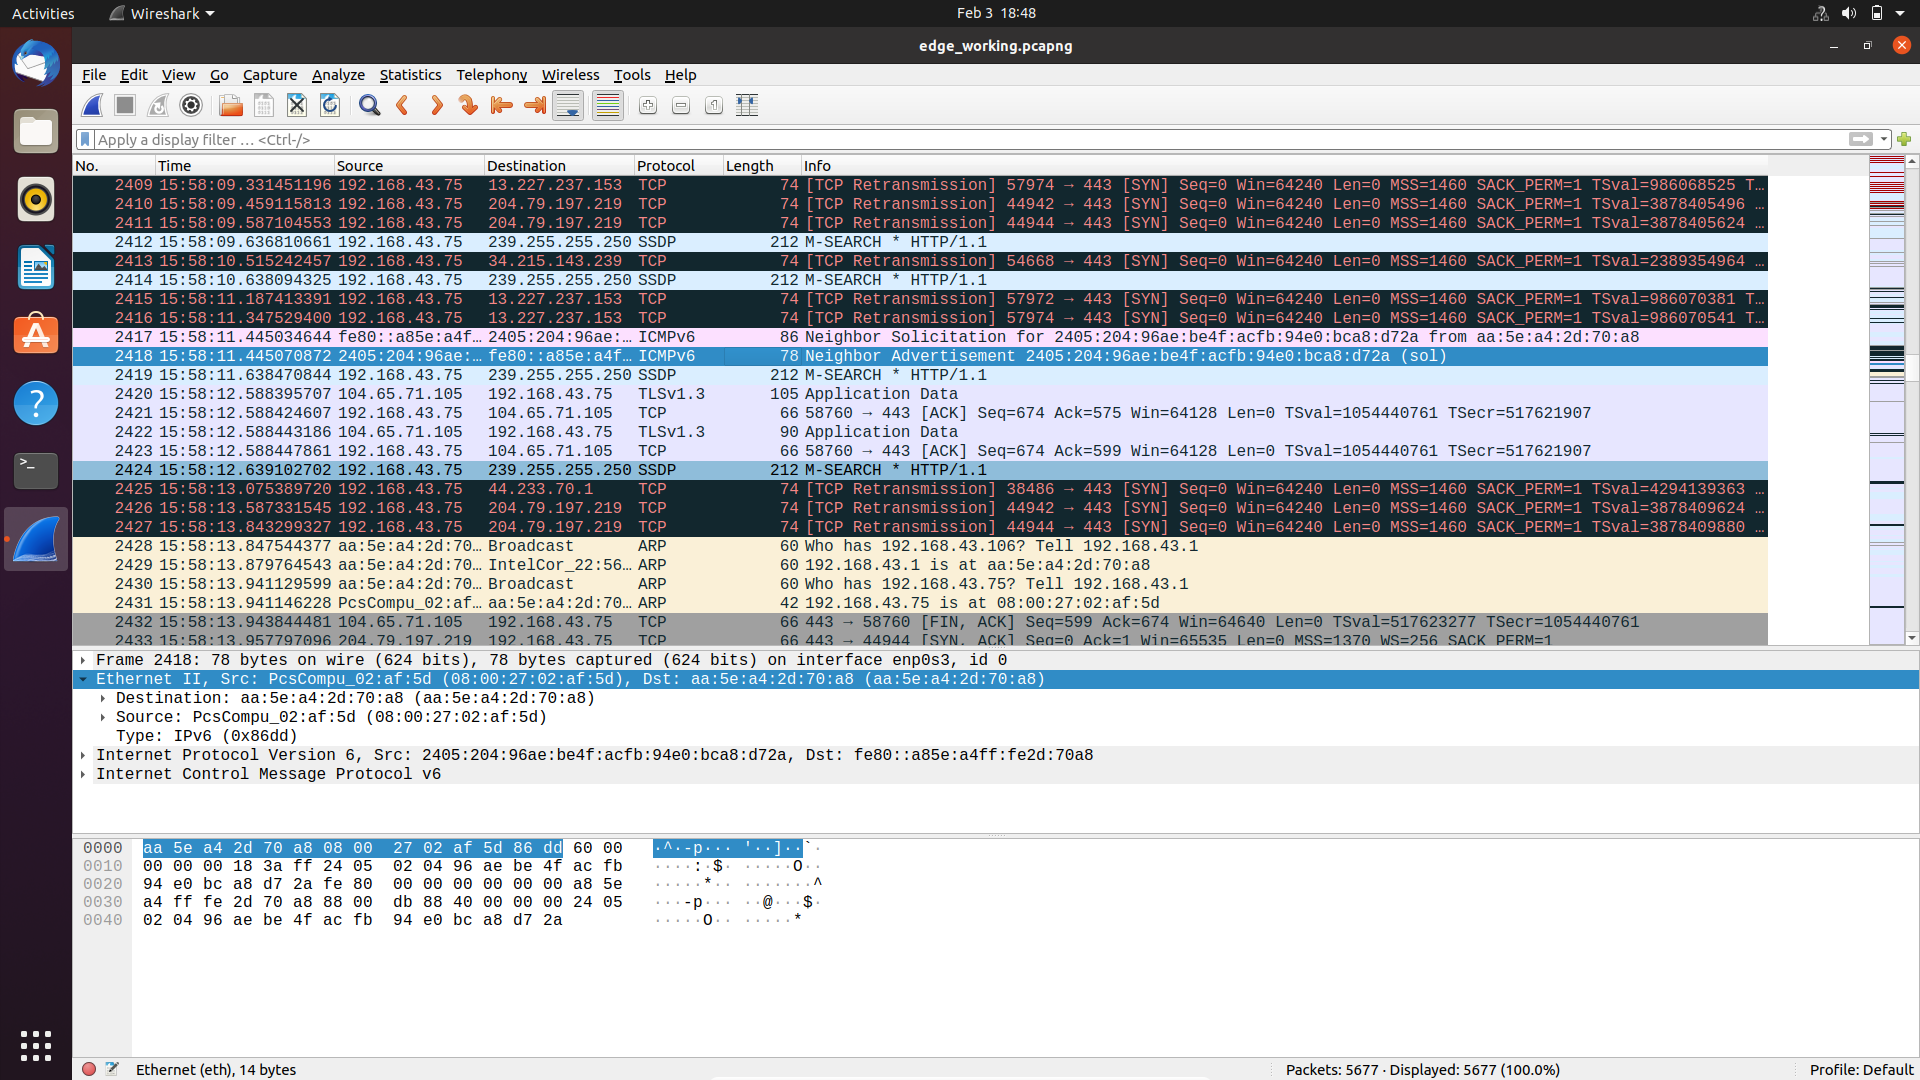 Activities Wireshark Feb 3 18:48
edge_working.pcapng
File Edit View Go Capture Analyze Statistics Telephony Wireless Tools Help
Apply a display filter … <Ctrl-/>
No. Time Source Destination Protocol Length Info
2409 15:58:09.331451196 192.168.43.75 13.227.237.153 TCP 74 [TCP Retransmission] 57974 → 443 [SYN] Seq=0 Win=64240 Len=0 MSS=1460 SACK_PERM=1 TSval=986068525 T…
2410 15:58:09.459115813 192.168.43.75 204.79.197.219 TCP 74 [TCP Retransmission] 44942 → 443 [SYN] Seq=0 Win=64240 Len=0 MSS=1460 SACK_PERM=1 TSval=3878405496 …
2411 15:58:09.587104553 192.168.43.75 204.79.197.219 TCP 74 [TCP Retransmission] 44944 → 443 [SYN] Seq=0 Win=64240 Len=0 MSS=1460 SACK_PERM=1 TSval=3878405624 …
2412 15:58:09.636810661 192.168.43.75 239.255.255.250 SSDP 212 M-SEARCH * HTTP/1.1
2413 15:58:10.515242457 192.168.43.75 34.215.143.239 TCP 74 [TCP Retransmission] 54668 → 443 [SYN] Seq=0 Win=64240 Len=0 MSS=1460 SACK_PERM=1 TSval=2389354964 …
2414 15:58:10.638094325 192.168.43.75 239.255.255.250 SSDP 212 M-SEARCH * HTTP/1.1
2415 15:58:11.187413391 192.168.43.75 13.227.237.153 TCP 74 [TCP Retransmission] 57972 → 443 [SYN] Seq=0 Win=64240 Len=0 MSS=1460 SACK_PERM=1 TSval=986070381 T…
2416 15:58:11.347529400 192.168.43.75 13.227.237.153 TCP 74 [TCP Retransmission] 57974 → 443 [SYN] Seq=0 Win=64240 Len=0 MSS=1460 SACK_PERM=1 TSval=986070541 T…
2417 15:58:11.445034644 fe80::a85e:a4f… 2405:204:96ae:… ICMPv6 86 Neighbor Solicitation for 2405:204:96ae:be4f:acfb:94e0:bca8:d72a from aa:5e:a4:2d:70:a8
2418 15:58:11.445070872 2405:204:96ae:… fe80::a85e:a4f… ICMPv6 78 Neighbor Advertisement 2405:204:96ae:be4f:acfb:94e0:bca8:d72a (sol)
2419 15:58:11.638470844 192.168.43.75 239.255.255.250 SSDP 212 M-SEARCH * HTTP/1.1
2420 15:58:12.588395707 104.65.71.105 192.168.43.75 TLSv1.3 105 Application Data
2421 15:58:12.588424607 192.168.43.75 104.65.71.105 TCP 66 58760 → 443 [ACK] Seq=674 Ack=575 Win=64128 Len=0 TSval=1054440761 TSecr=517621907
2422 15:58:12.588443186 104.65.71.105 192.168.43.75 TLSv1.3 90 Application Data
2423 15:58:12.588447861 192.168.43.75 104.65.71.105 TCP 66 58760 → 443 [ACK] Seq=674 Ack=599 Win=64128 Len=0 TSval=1054440761 TSecr=517621907
2424 15:58:12.639102702 192.168.43.75 239.255.255.250 SSDP 212 M-SEARCH * HTTP/1.1
2425 15:58:13.075389720 192.168.43.75 44.233.70.1 TCP 74 [TCP Retransmission] 38486 → 443 [SYN] Seq=0 Win=64240 Len=0 MSS=1460 SACK_PERM=1 TSval=4294139363 …
2426 15:58:13.587331545 192.168.43.75 204.79.197.219 TCP 74 [TCP Retransmission] 44942 → 443 [SYN] Seq=0 Win=64240 Len=0 MSS=1460 SACK_PERM=1 TSval=3878409624 …
2427 15:58:13.843299327 192.168.43.75 204.79.197.219 TCP 74 [TCP Retransmission] 44944 → 443 [SYN] Seq=0 Win=64240 Len=0 MSS=1460 SACK_PERM=1 TSval=3878409880 …
2428 15:58:13.847544377 aa:5e:a4:2d:70… Broadcast ARP 60 Who has 192.168.43.106? Tell 192.168.43.1
2429 15:58:13.879764543 aa:5e:a4:2d:70… IntelCor_22:56… ARP 60 192.168.43.1 is at aa:5e:a4:2d:70:a8
2430 15:58:13.941129599 aa:5e:a4:2d:70… Broadcast ARP 60 Who has 192.168.43.75? Tell 192.168.43.1
2431 15:58:13.941146228 PcsCompu_02:af… aa:5e:a4:2d:70… ARP 42 192.168.43.75 is at 08:00:27:02:af:5d
2432 15:58:13.943844481 104.65.71.105 192.168.43.75 TCP 66 443 → 58760 [FIN, ACK] Seq=599 Ack=674 Win=64640 Len=0 TSval=517623277 TSecr=1054440761
2433 15:58:13.957797096 204.79.197.219 192.168.43.75 TCP 66 443 → 44944 [SYN, ACK] Seq=0 Ack=1 Win=65535 Len=0 MSS=1370 WS=256 SACK_PERM=1
Frame 2418: 78 bytes on wire (624 bits), 78 bytes captured (624 bits) on interface enp0s3, id 0
Ethernet II, Src: PcsCompu_02:af:5d (08:00:27:02:af:5d), Dst: aa:5e:a4:2d:70:a8 (aa:5e:a4:2d:70:a8)
Destination: aa:5e:a4:2d:70:a8 (aa:5e:a4:2d:70:a8)
Source: PcsCompu_02:af:5d (08:00:27:02:af:5d)
Type: IPv6 (0x86dd)
Internet Protocol Version 6, Src: 2405:204:96ae:be4f:acfb:94e0:bca8:d72a, Dst: fe80::a85e:a4ff:fe2d:70a8
Internet Control Message Protocol v6
0000 aa 5e a4 2d 70 a8 08 00 27 02 af 5d 86 dd 60 00 ·^·-p··· '··]··`·
0010 00 00 00 18 3a ff 24 05 02 04 96 ae be 4f ac fb ····:·$· ·····O··
0020 94 e0 bc a8 d7 2a fe 80 00 00 00 00 00 00 a8 5e ·····*·· ·······^
0030 a4 ff fe 2d 70 a8 88 00 db 88 40 00 00 00 24 05 ···-p··· ··@···$·
0040 02 04 96 ae be 4f ac fb 94 e0 bc a8 d7 2a ·····O·· ·····*
Ethernet (eth), 14 bytes Packets: 5677 · Displayed: 5677 (100.0%) Profile: Default